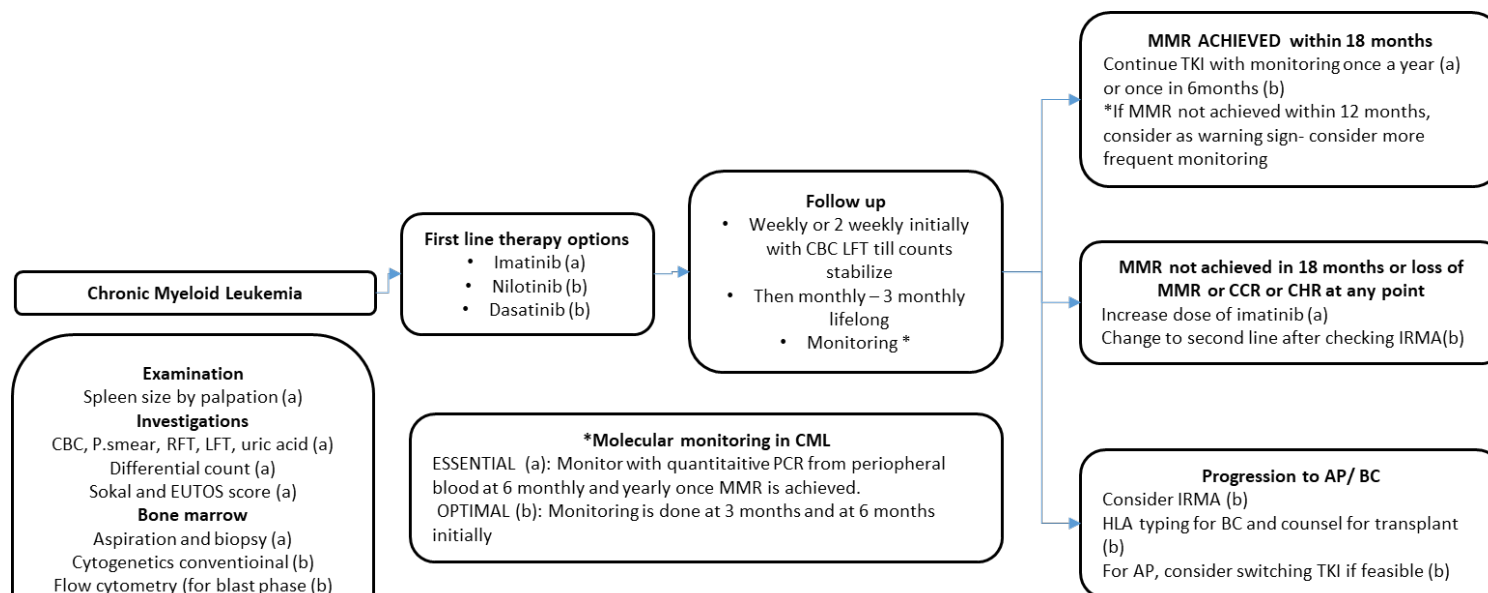 Chronic Myeloid Leukemia
Examination
Spleen size by palpation (a)
Investigations
CBC, P.smear, RFT, LFT, uric acid (a)
Differential count (a)
Sokal and EUTOS score (a)
Bone marrow
Aspiration and biopsy (a)
Cytogenetics conventioinal (b)
Flow cytometry (for blast phase (b)
First line therapy options
• Imatinib (a)
• Nilotinib (b)
• Dasatinib (b)
Follow up
• Weekly or 2 weekly initially
with CBC LFT till counts
stabilize
• Then monthly – 3 monthly
lifelong
• Monitoring *
*Molecular monitoring in CML
ESSENTIAL (a): Monitor with quantitaitive PCR from periopheral
blood at 6 monthly and yearly once MMR is achieved.
OPTIMAL (b): Monitoring is done at 3 months and at 6 months
initially
MMR ACHIEVED within 18 months
Continue TKI with monitoring once a year (a)
or once in 6months (b)
*If MMR not achieved within 12 months,
consider as warning sign- consider more
frequent monitoring
MMR not achieved in 18 months or loss of
MMR or CCR or CHR at any point
Increase dose of imatinib (a)
Change to second line after checking IRMA(b)
Progression to AP/ BC
Consider IRMA (b)
HLA typing for BC and counsel for transplant
(b)
For AP, consider switching TKI if feasible (b)